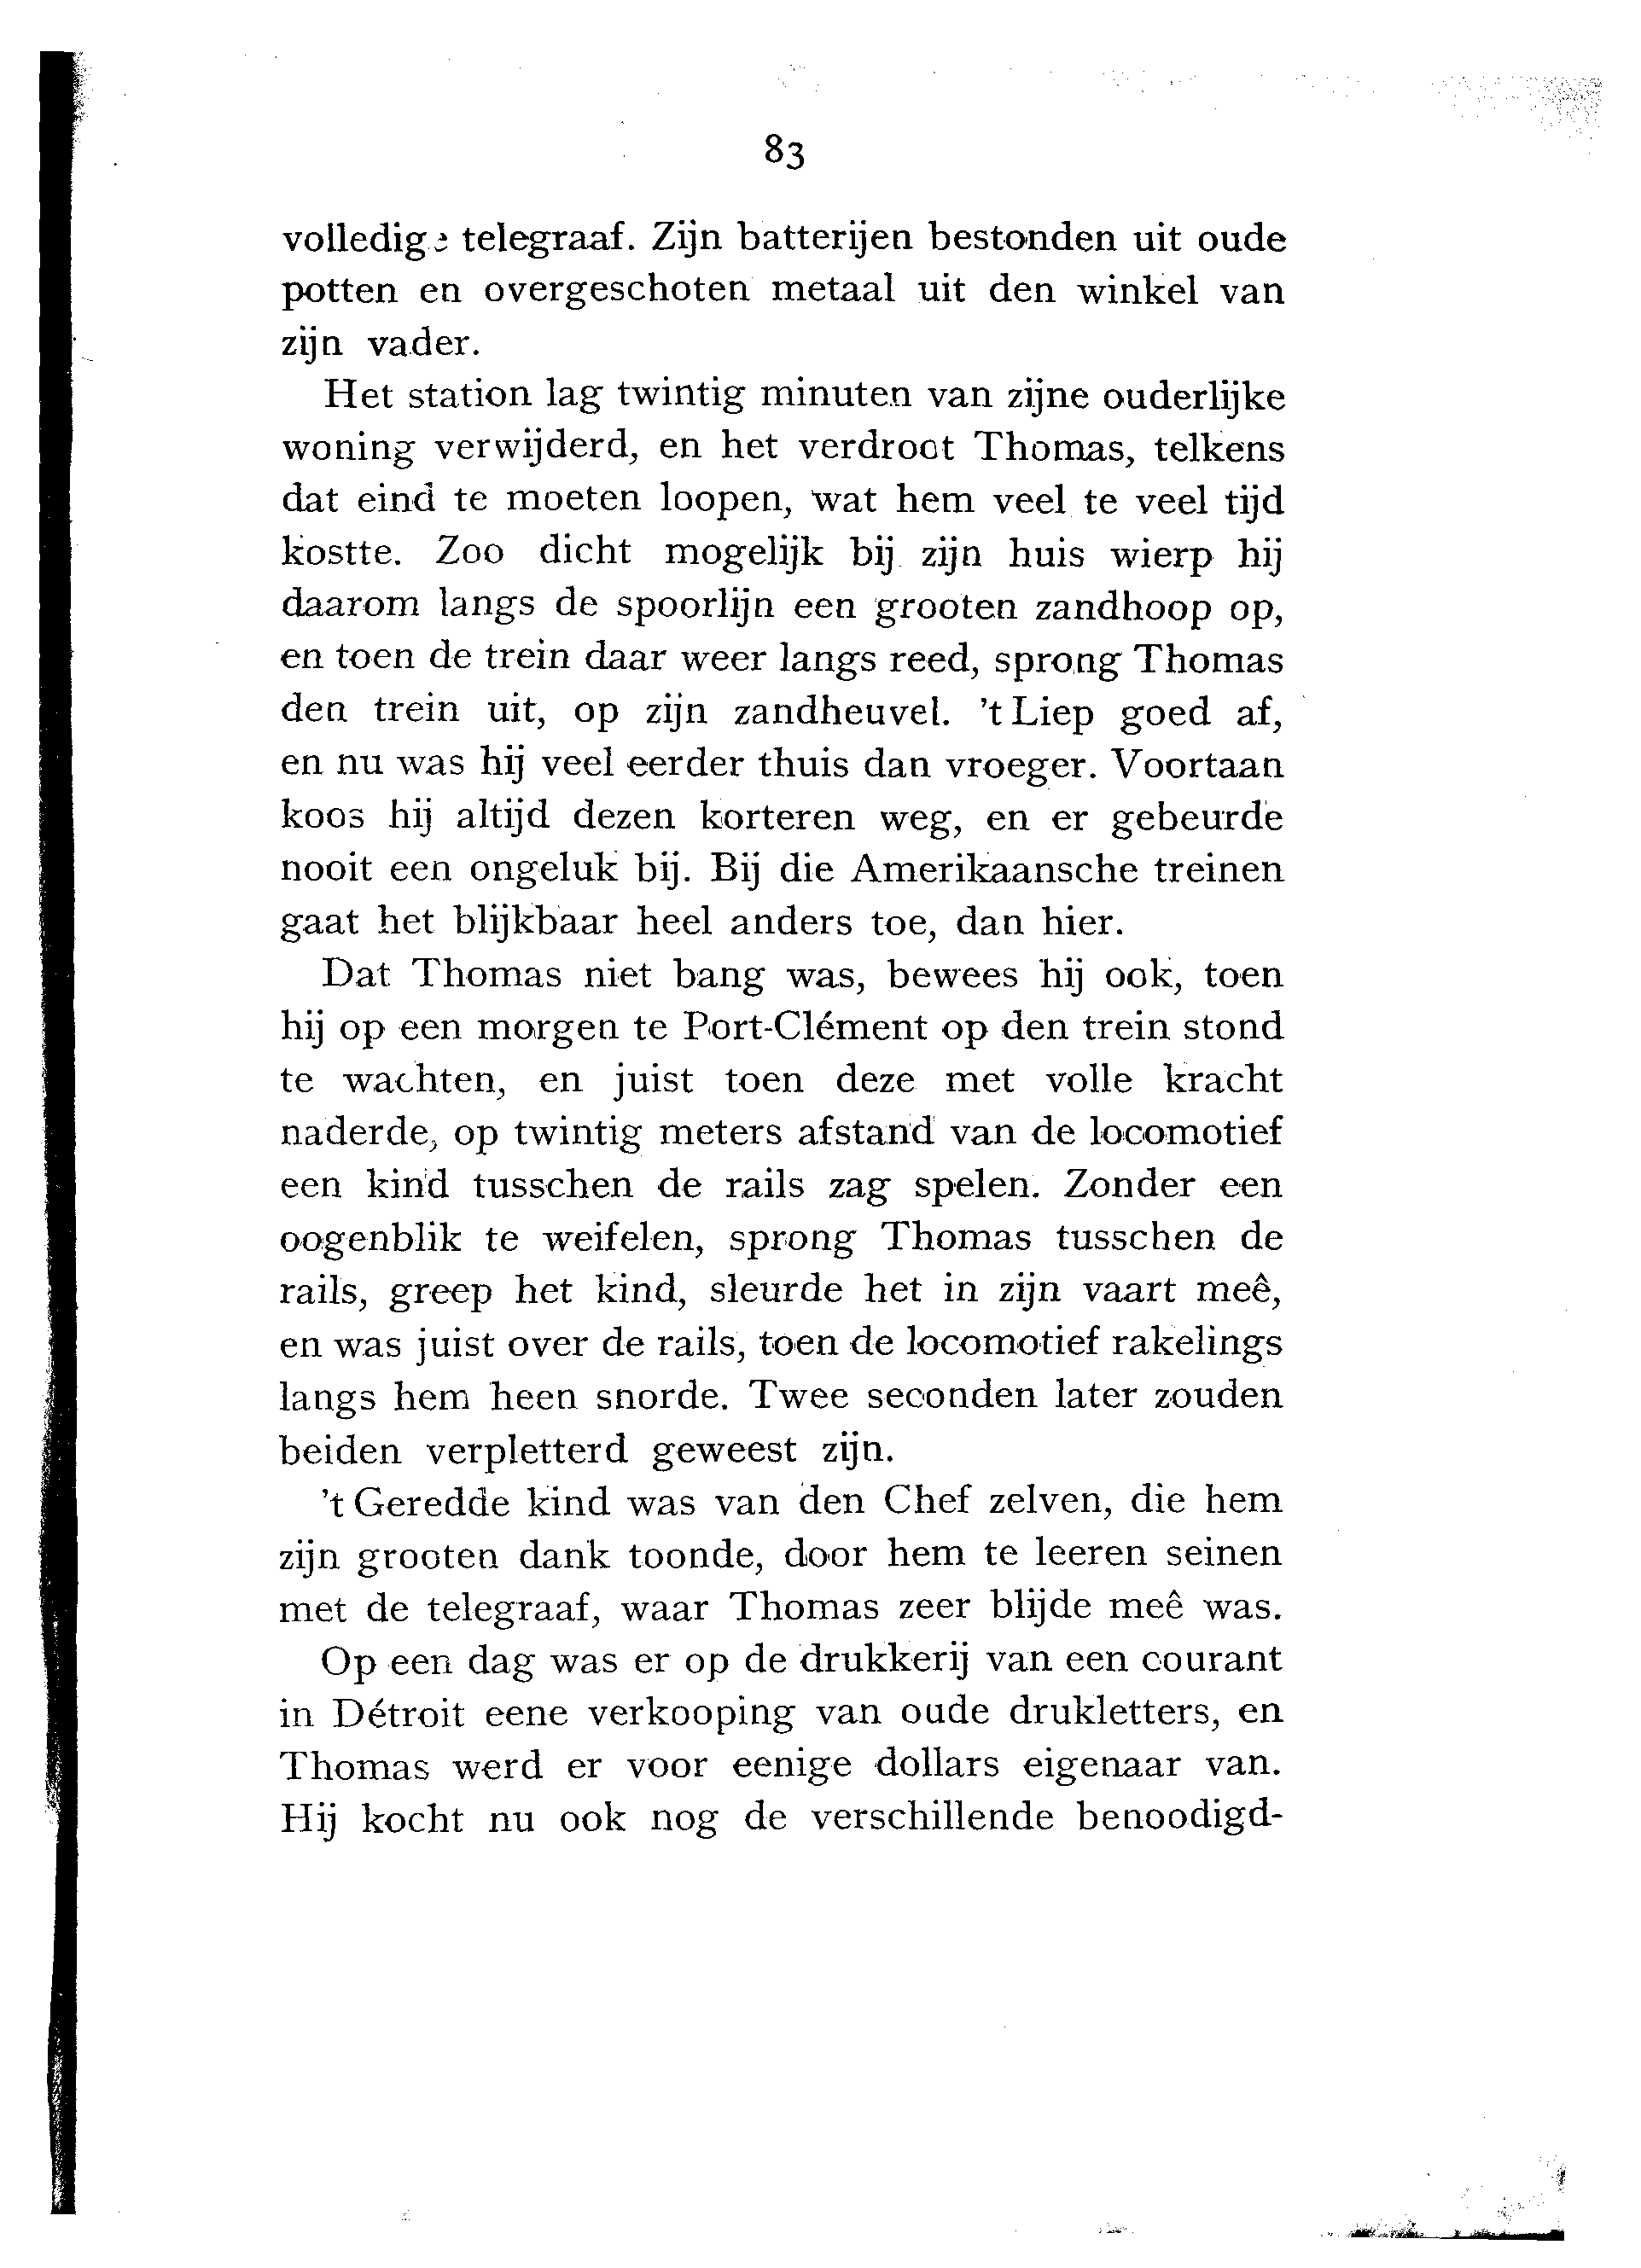 83
volledige telegraaf. Zijn batterijen bestonden uit oude
potten en overgeschoten metaal uit den winkel van
zijn vader.
Het station lag twintig minuten van zijne ouderlijke
woning verwijderd, en het verdroot Thomas, telkens
dat eind te moeten loopen, wat hem veel te veel tijd
kostte. Zoo dicht mogelijk bij zijn huis wierp hij
daarom langs de spoorlijn een grooten zandhoop op,
en toen de trein daar weer langs reed, sprong Thomas
den trein uit, op zijn zandheuvel. 't Liep goed af,
en nu was hij veel eerder thuis dan vroeger. Voortaan
koos hij altijd dezen korteren weg, en er gebeurde
nooit een ongeluk bij. Bij die Amerikaansche treinen
gaat het blijkbaar heel anders toe, dan hier.
Dat Thomas niet bang was, bewees hij ook, toen
hij op een morgen te Port-Clément op den trein stond
te wachten, en juist toen deze met volle kracht
naderde, op twintig meters afstand van de locomotief
een kind tusschen de rails zag spelen. Zonder een
oogenblik te weifelen, sprong Thomas tusschen de
rails, greep het kind, sleurde het in zijn vaart meê,
en was juist over de rails, toen de locomotief rakelings
langs hem heen snorde. Twee seconden later zouden
beiden verpletterd geweest zijn.
't Geredde kind was van den Chef zelven, die hem
zijn grooten dank toonde, door hem te leeren seinen
met de telegraaf, waar Thomas zeer blijde meê was.
Op een dag was er op de drukkerij van een courant
in Détroit eene verkooping van oude drukletters, en
Thomas werd er voor eenige dollars eigenaar van.
Hij kocht nu ook nog de verschillende benoodigd-